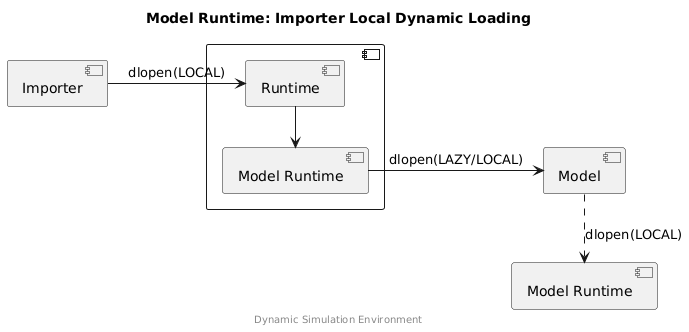 Model Runtime: Importer Local Dynamic Loading
Importer
dlopen(LOCAL)
Runtime
Model Runtime
dlopen(LAZY/LOCAL)
Model
dlopen(LOCAL)
Model Runtime
Dynamic Simulation Environment